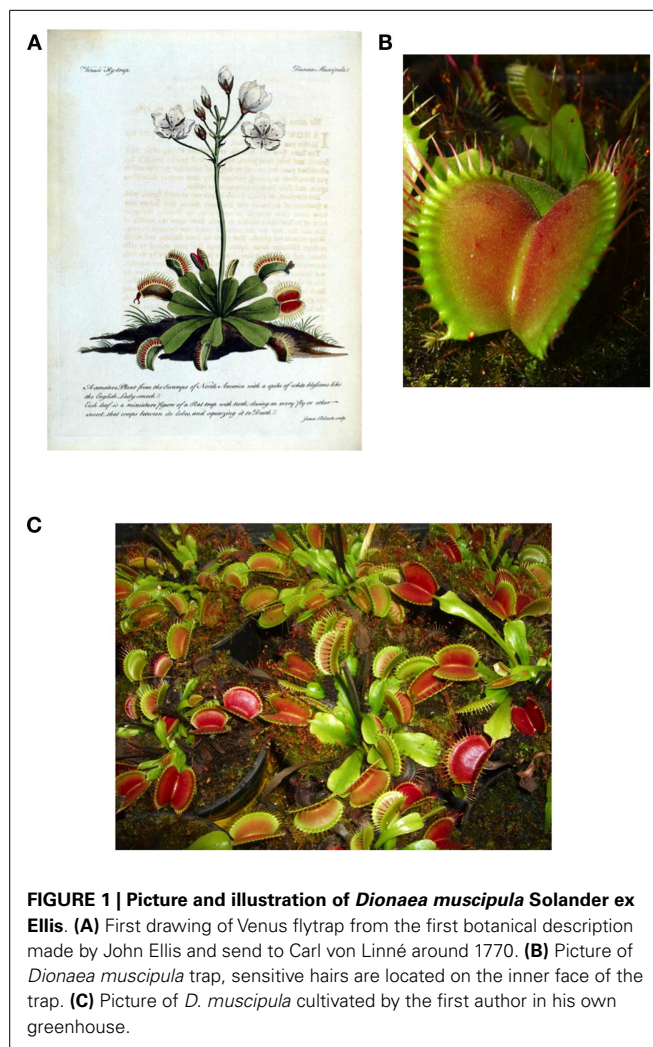 A
B
Venus Fly-trap
Dionæa Muscipula
A sensitive Plant from the Swamps of North America with a spike of white blossoms like
the English Lady-smock.
Each leaf is a miniature figure of a Rat trap with teeth; closing on every fly or other
insect, that creeps between its lobes, and squeezing it to Death.
James Roberts sculp.
C
FIGURE 1 | Picture and illustration of Dionaea muscipula Solander ex
Ellis. (A) First drawing of Venus flytrap from the first botanical description
made by John Ellis and send to Carl von Linné around 1770. (B) Picture of
Dionaea muscipula trap, sensitive hairs are located on the inner face of the
trap. (C) Picture of D. muscipula cultivated by the first author in his own
greenhouse.